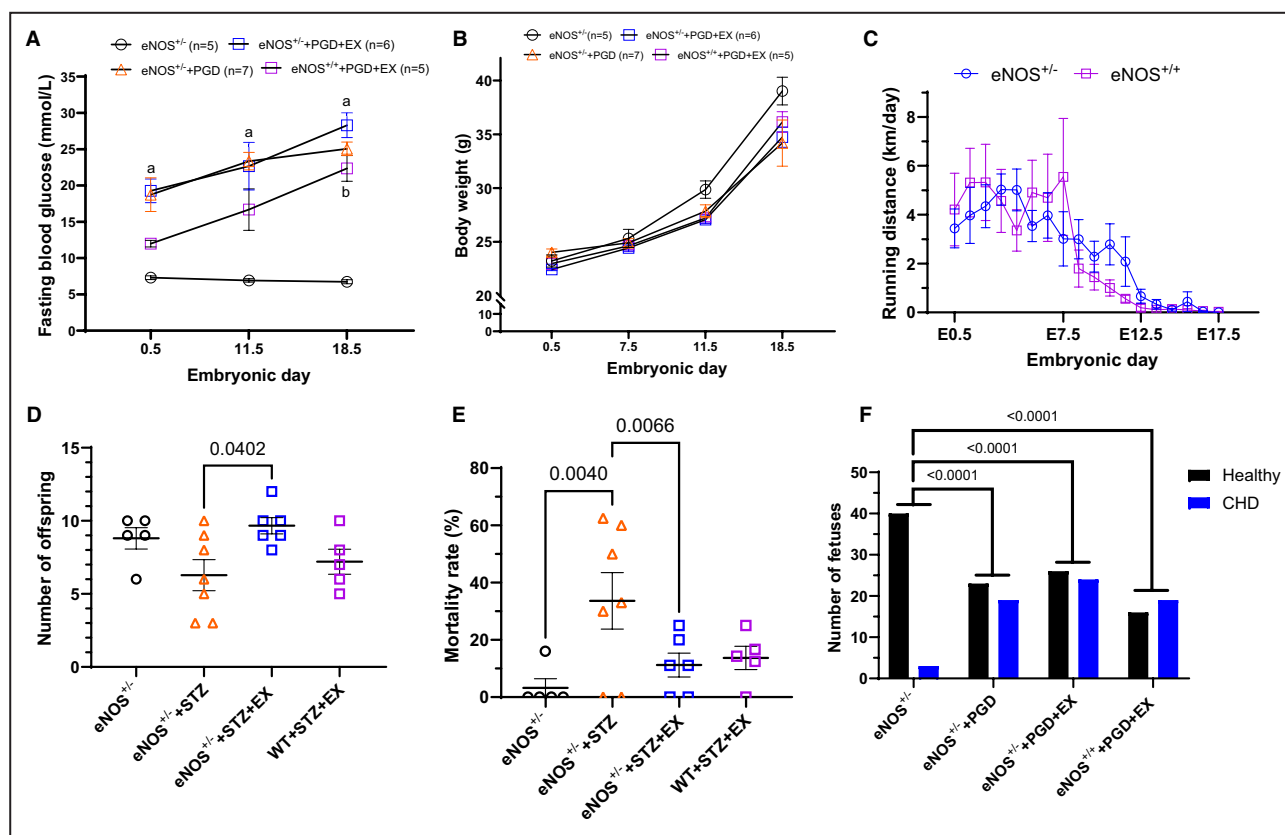 A
eNOS+/- (n=5) eNOS+/-+PGD+EX (n=6)
eNOS+/-+PGD (n=7) eNOS+/++PGD+EX (n=5)
Fasting blood glucose (mmol/L)
35
30
25
20
15
10
5
0
a
a
a
b
0.5 11.5 18.5
Embryonic day
B
eNOS+/- (n=5) eNOS+/-+PGD+EX (n=6)
eNOS+/-+PGD (n=7) eNOS+/++PGD+EX (n=5)
Body weight (g)
40
35
30
25
20
10
0
0.5 7.5 11.5 18.5
Embryonic day
C
eNOS+/- eNOS+/+
Running distance (km/day)
8
6
4
2
0
E0.5 E7.5 E12.5 E17.5
Embryonic day
D
Number of offspring
15
10
5
0
0.0402
eNOS+/-
eNOS+/-+STZ
eNOS+/-+STZ+EX
WT+STZ+EX
E
Mortality rate (%)
80
60
40
20
0
0.0066
0.0040
eNOS+/-
eNOS+/-+STZ
eNOS+/-+STZ+EX
WT+STZ+EX
F
Number of fetuses
50
40
30
20
10
0
<0.0001
<0.0001
<0.0001
Healthy
CHD
eNOS+/-
eNOS+/-+PGD
eNOS+/-+PGD+EX
eNOS+/++PGD+EX